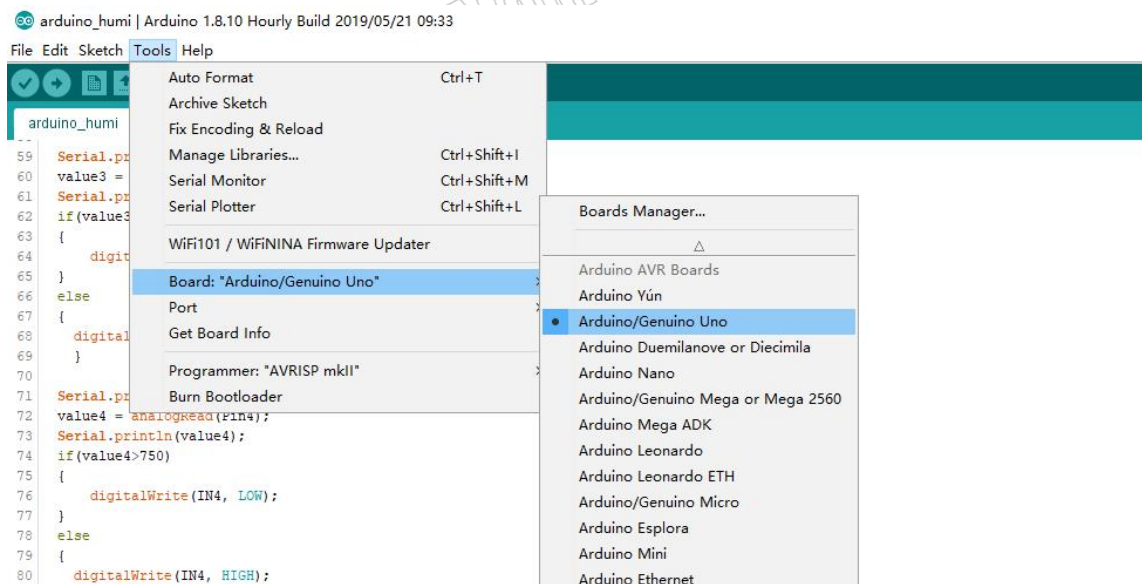 arduino_humi | Arduino 1.8.10 Hourly Build 2019/05/21 09:33
File Edit Sketch Tools Help
arduino_humi
Auto Format Ctrl+T
Archive Sketch
Fix Encoding & Reload
Manage Libraries... Ctrl+Shift+I
Serial Monitor Ctrl+Shift+M
Serial Plotter Ctrl+Shift+L
WiFi101 / WiFiNINA Firmware Updater
Board: "Arduino/Genuino Uno"
Port
Get Board Info
Programmer: "AVRISP mkII"
Burn Bootloader
Boards Manager...
Arduino AVR Boards
Arduino Yún
Arduino/Genuino Uno
Arduino Duemilanove or Diecimila
Arduino Nano
Arduino/Genuino Mega or Mega 2560
Arduino Mega ADK
Arduino Leonardo
Arduino Leonardo ETH
Arduino/Genuino Micro
Arduino Esplora
Arduino Mini
Arduino Ethernet
59 Serial.pr
60 value3 =
61 Serial.pr
62 if(value3
63 {
64 digit
65 }
66 else
67 {
68 digital
69 }
70
71 Serial.pr
72 value4 = analogRead(Pin4);
73 Serial.println(value4);
74 if(value4>750)
75 {
76 digitalWrite(IN4, LOW);
77 }
78 else
79 {
80 digitalWrite(IN4, HIGH);